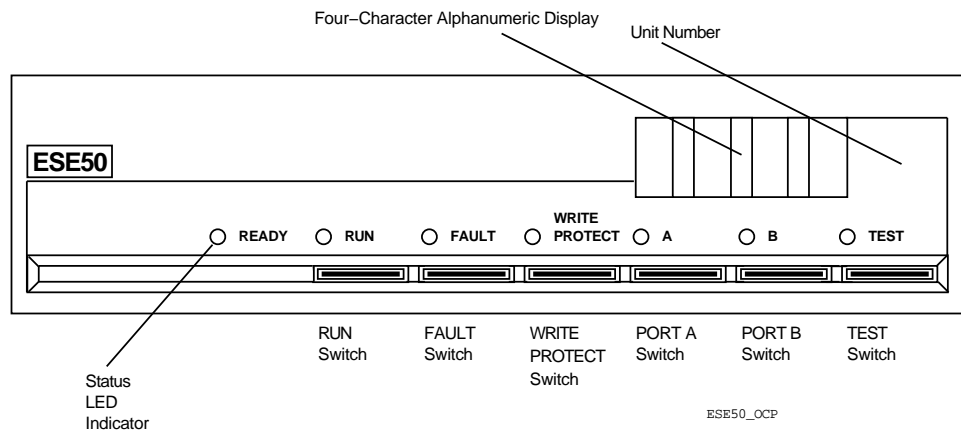 Four–Character Alphanumeric Display
Unit Number
ESE50
READY
RUN
FAULT
WRITE
PROTECT
A
B
TEST
RUN
Switch
FAULT
Switch
WRITE
PROTECT
Switch
PORT A
Switch
PORT B
Switch
TEST
Switch
Status
LED
Indicator
ESE50_OCP